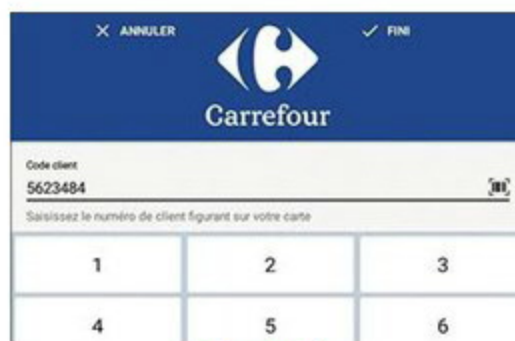 ANNULER
FINI
Carrefour
Code client
5623484
Saisissez le numéro de client figurant sur votre carte
1 2 3
4 5 6